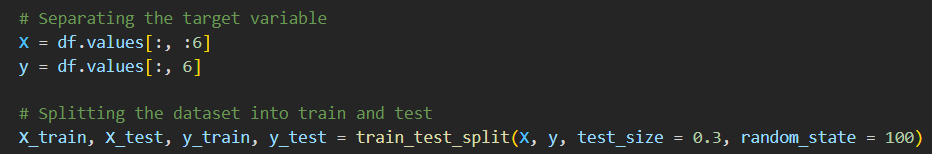 # Separating the target variable
X = df.values[:, :6]
y = df.values[:, 6]
# Splitting the dataset into train and test
X_train, X_test, y_train, y_test = train_test_split(X, y, test_size = 0.3, random_state = 100)